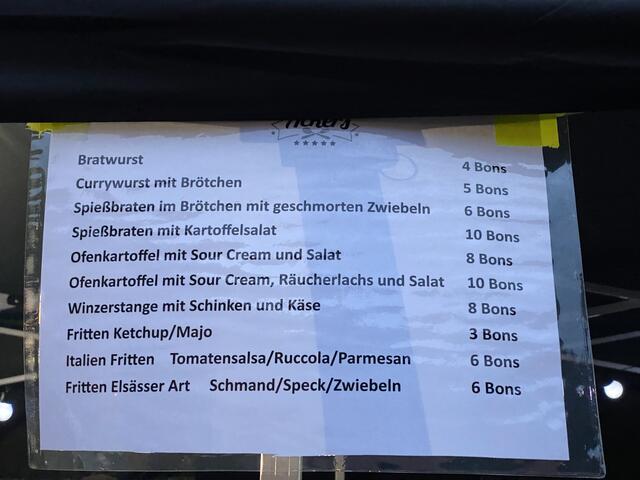 Bratwurst 4 Bons
Currywurst mit Brötchen 5 Bons
Spießbraten im Brötchen mit geschmorten Zwiebeln 6 Bons
Spießbraten mit Kartoffelsalat 10 Bons
Ofenkartoffel mit Sour Cream und Salat 8 Bons
Ofenkartoffel mit Sour Cream, Räucherlachs und Salat 10 Bons
Winzerstange mit Schinken und Käse 8 Bons
Fritten Ketchup/Majo 3 Bons
Italien Fritten Tomatensalsa/Ruccola/Parmesan 6 Bons
Fritten Elsässer Art Schmand/Speck/Zwiebeln 6 Bons